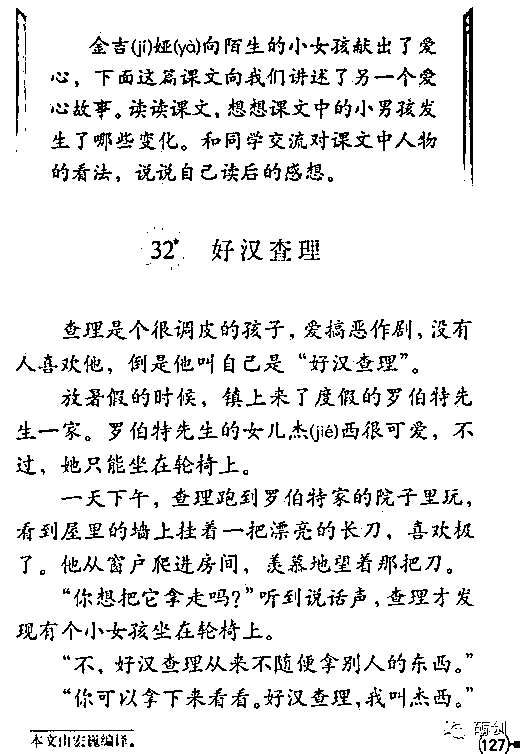 金吉(jí)娅(yà)向陌生的小女孩献出了爱
心，下面这篇课文向我们讲述了另一个爱
心故事。读读课文，想想课文中的小男孩发
生了哪些变化。和同学交流对课文中人物
的看法，说说自己读后的感想。
32* 好汉查理
查理是个很调皮的孩子，爱搞恶作剧，没有
人喜欢他，倒是他叫自己是“好汉查理”。
放暑假的时候，镇上来了度假的罗伯特先
生一家。罗伯特先生的女儿杰(jié)西很可爱，不
过，她只能坐在轮椅上。
一天下午，查理跑到罗伯特家的院子里玩，
看到屋里的墙上挂着一把漂亮的长刀，喜欢极
了。他从窗户爬进房间，羡慕地望着那把刀。
“你想把它拿走吗？”听到说话声，查理才发
现有个小女孩坐在轮椅上。
“不，好汉查理从来不随便拿别人的东西。”
“你可以拿下来看看。好汉查理，我叫杰西。”
本文由宏巍编译。
127